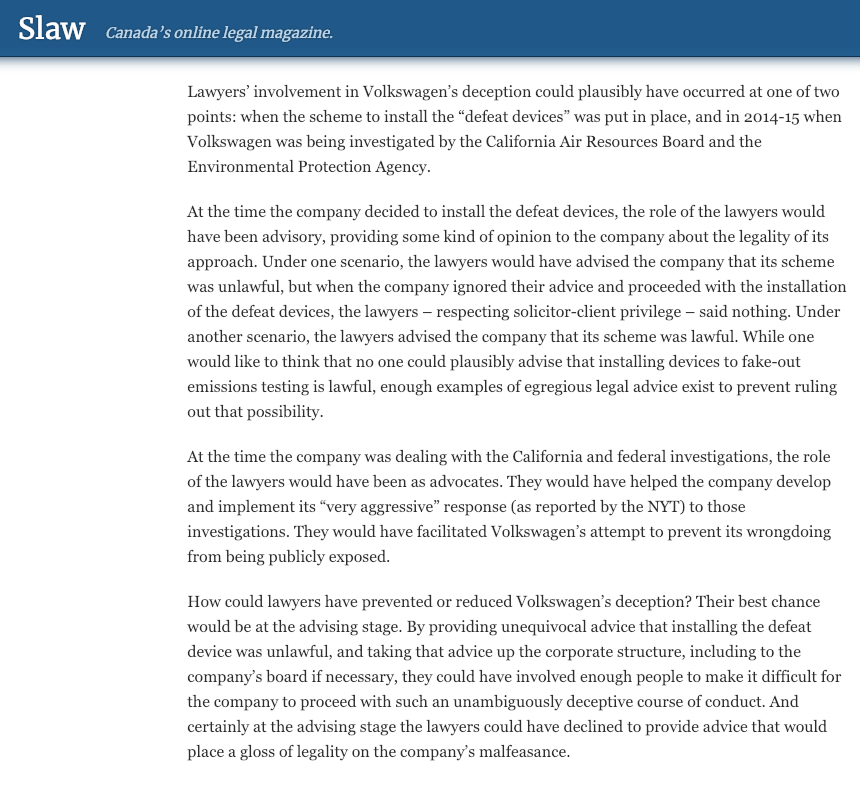 Slaw Canada’s online legal magazine.
Lawyers’ involvement in Volkswagen’s deception could plausibly have occurred at one of two
points: when the scheme to install the “defeat devices” was put in place, and in 2014-15 when
Volkswagen was being investigated by the California Air Resources Board and the
Environmental Protection Agency.
At the time the company decided to install the defeat devices, the role of the lawyers would
have been advisory, providing some kind of opinion to the company about the legality of its
approach. Under one scenario, the lawyers would have advised the company that its scheme
was unlawful, but when the company ignored their advice and proceeded with the installation
of the defeat devices, the lawyers – respecting solicitor-client privilege – said nothing. Under
another scenario, the lawyers advised the company that its scheme was lawful. While one
would like to think that no one could plausibly advise that installing devices to fake-out
emissions testing is lawful, enough examples of egregious legal advice exist to prevent ruling
out that possibility.
At the time the company was dealing with the California and federal investigations, the role
of the lawyers would have been as advocates. They would have helped the company develop
and implement its “very aggressive” response (as reported by the NYT) to those
investigations. They would have facilitated Volkswagen’s attempt to prevent its wrongdoing
from being publicly exposed.
How could lawyers have prevented or reduced Volkswagen’s deception? Their best chance
would be at the advising stage. By providing unequivocal advice that installing the defeat
device was unlawful, and taking that advice up the corporate structure, including to the
company’s board if necessary, they could have involved enough people to make it difficult for
the company to proceed with such an unambiguously deceptive course of conduct. And
certainly at the advising stage the lawyers could have declined to provide advice that would
place a gloss of legality on the company’s malfeasance.